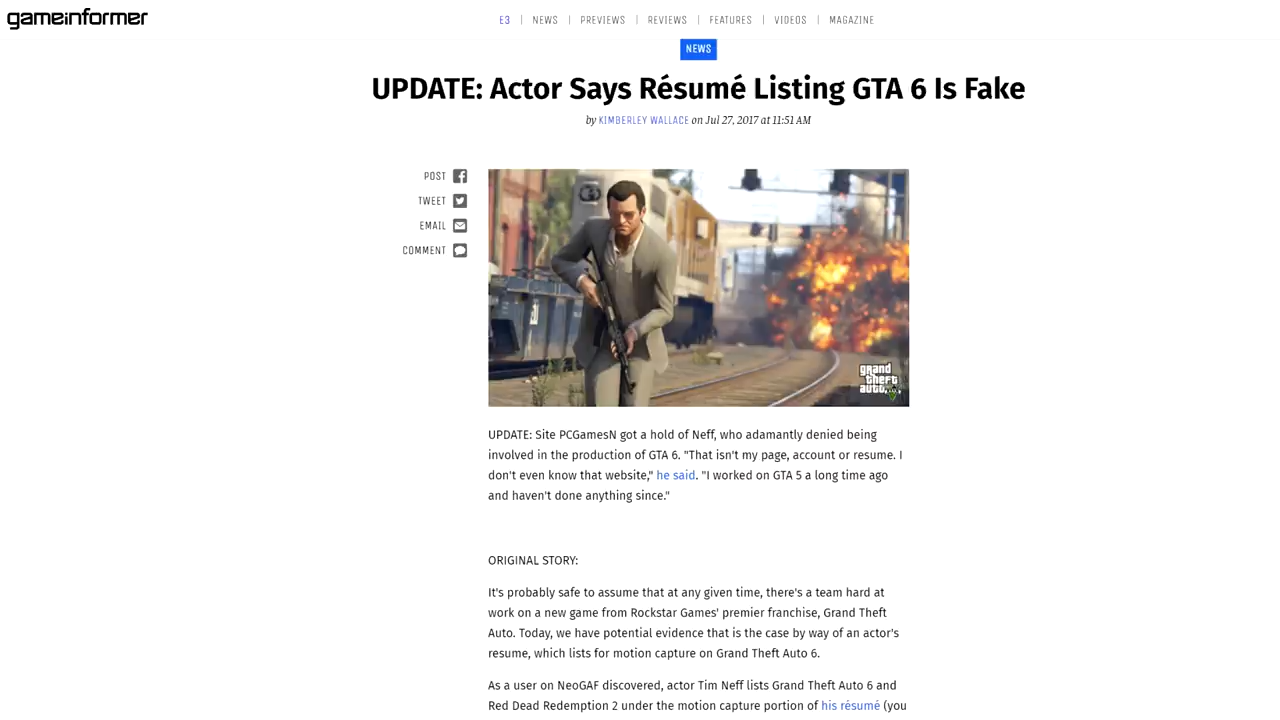 gameinformer
E3 | NEWS | PREVIEWS | REVIEWS | FEATURES | VIDEOS | MAGAZINE
NEWS
UPDATE: Actor Says Résumé Listing GTA 6 Is Fake
by KIMBERLEY WALLACE on Jul 27, 2017 at 11:51 AM
POST
TWEET
EMAIL
COMMENT
grand
theft
auto V
UPDATE: Site PCGamesN got a hold of Neff, who adamantly denied being
involved in the production of GTA 6. "That isn't my page, account or resume. I
don't even know that website," he said. "I worked on GTA 5 a long time ago
and haven't done anything since."
ORIGINAL STORY:
It's probably safe to assume that at any given time, there's a team hard at
work on a new game from Rockstar Games' premier franchise, Grand Theft
Auto. Today, we have potential evidence that is the case by way of an actor's
resume, which lists for motion capture on Grand Theft Auto 6.
As a user on NeoGAF discovered, actor Tim Neff lists Grand Theft Auto 6 and
Red Dead Redemption 2 under the motion capture portion of his résumé (you